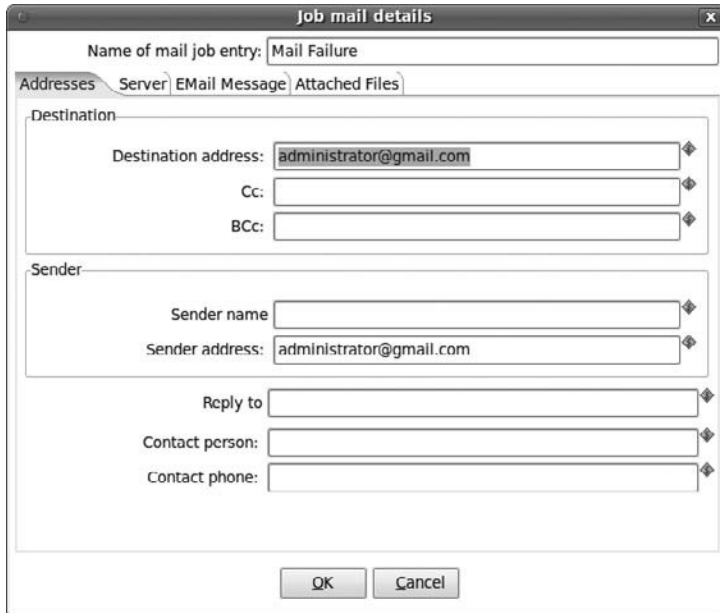 Job mail details
Name of mail job entry: Mail Failure
Addresses Server EMail Message Attached Files
Destination
Destination address: administrator@gmail.com
Cc:
BCc:
Sender
Sender name
Sender address: administrator@gmail.com
Reply to
Contact person:
Contact phone:
OK Cancel